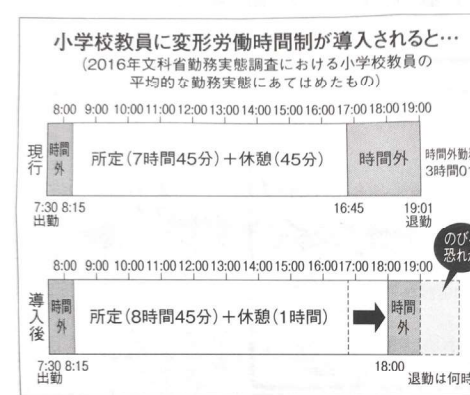 小学校教員に変形労働時間制が導入されると…
(2016年文科省勤務実態調査における小学校教員の
平均的な勤務実態にあてはめたもの)
8:00 9:00 10:00 11:00 12:00 13:00 14:00 15:00 16:00 17:00 18:00 19:00
現行
時間外
所定(7時間45分)+休憩(45分)
時間外
時間外勤
3時間0
7:30 8:15
出勤
16:45
19:01
退勤
のび
恐れ
8:00 9:00 10:00 11:00 12:00 13:00 14:00 15:00 16:00 17:00 18:00 19:00
導入後
時間外
所定(8時間45分)+休憩(1時間)
時間外
7:30 8:15
出勤
18:00
退勤は何時